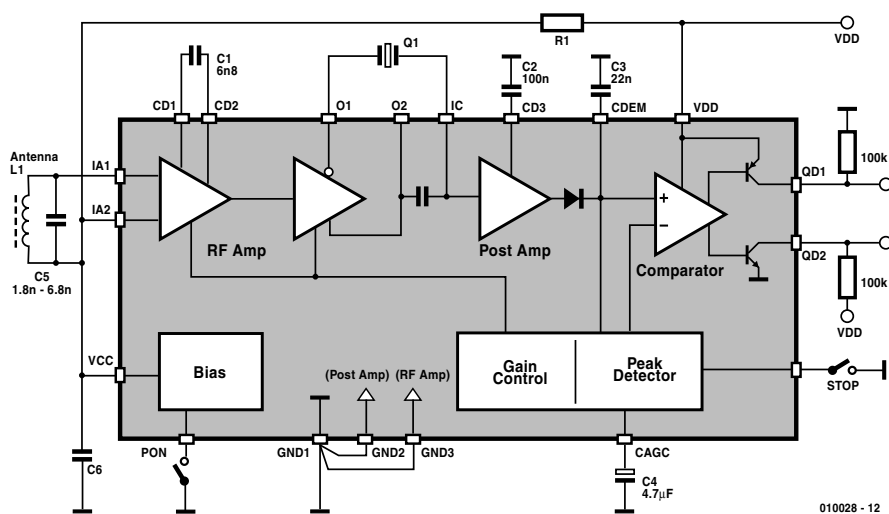 R1
VDD
C1
6n8
Q1
C2
100n
C3
22n
CD1
CD2
O1
O2
IC
CD3
CDEM
VDD
Antenna
L1
IA1
IA2
100k
QD1
QD2
RF Amp
Post Amp
+
−
Comparator
100k
VDD
C5
1.8n - 6.8n
VCC
Bias
(Post Amp)
(RF Amp)
Gain
Control
Peak
Detector
STOP
C6
PON
GND1
GND2
GND3
CAGC
C4
4.7µF
010028 - 12